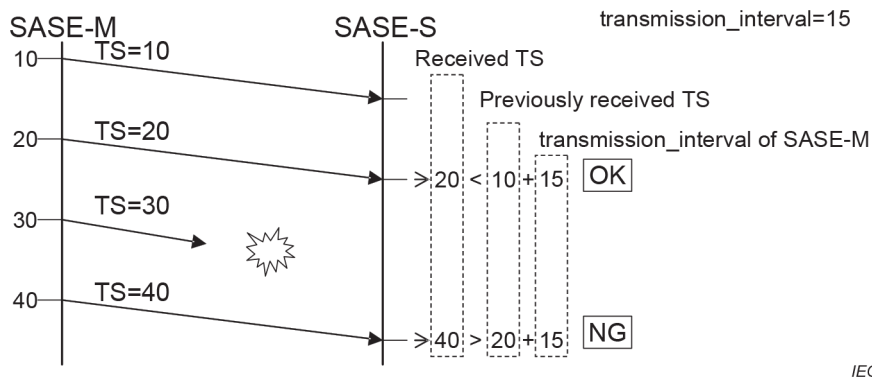 transmission_interval=15
SASE-M SASE-S
10 TS=10 Received TS
Previously received TS
20 TS=20
transmission_interval of SASE-M
> 20 < 10 + 15 OK
30 TS=30
40 TS=40
> 40 > 20 + 15 NG
IEC